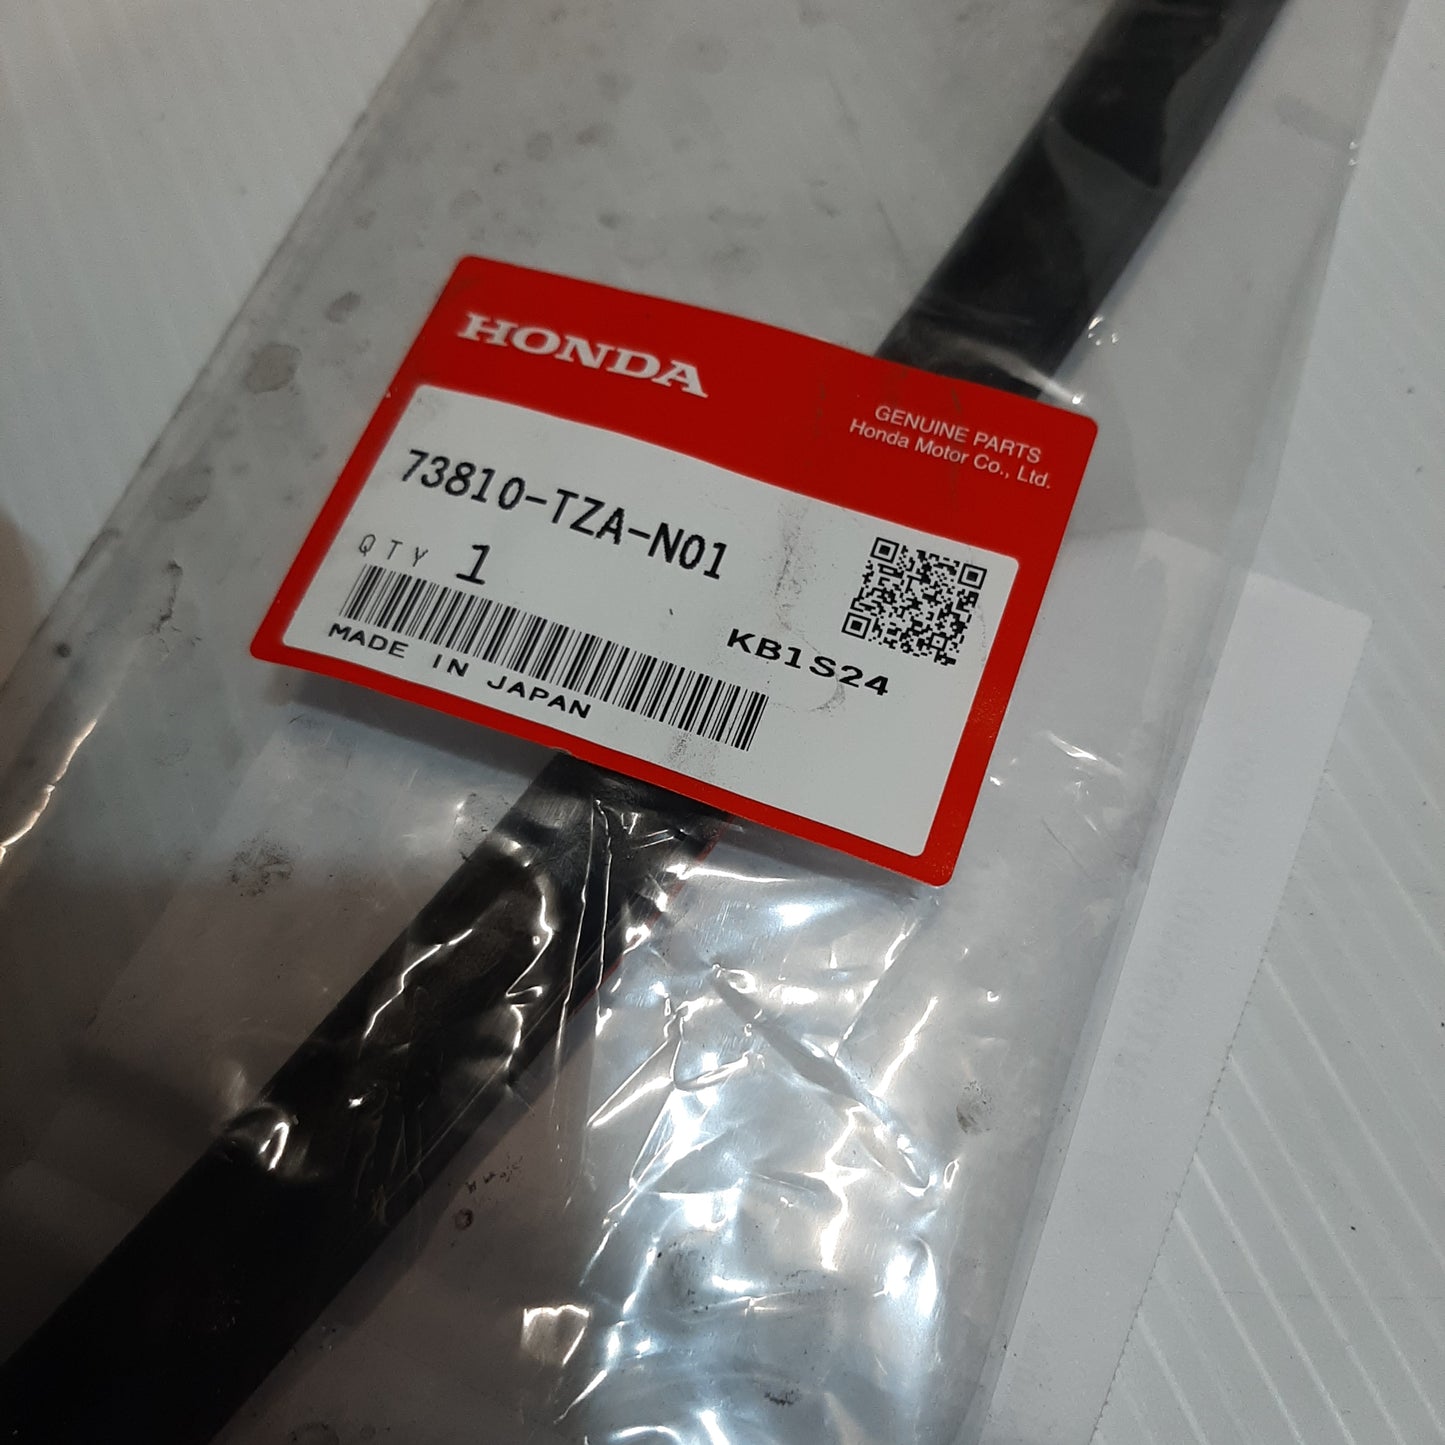 HONDA
GENUINE PARTS
Honda Motor Co., Ltd.
73810-TZA-N01
QTY 1
KB1S24
MADE IN JAPAN